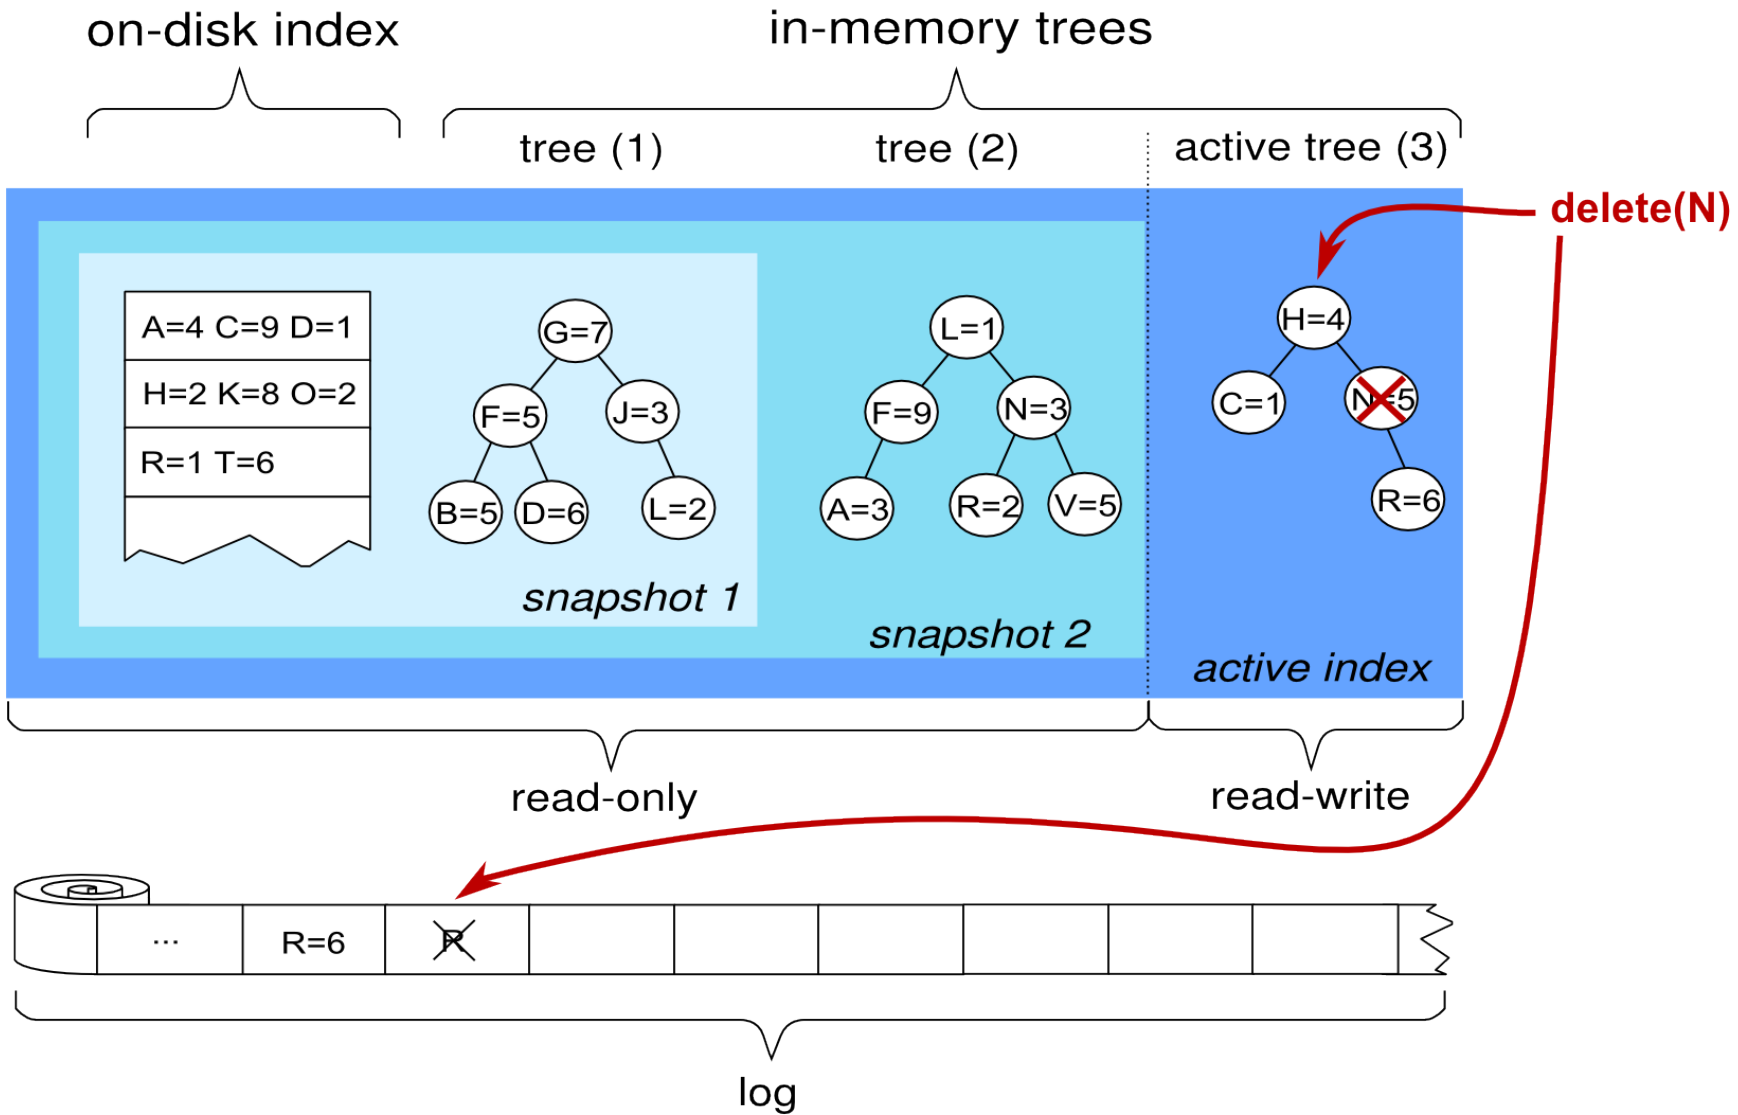 on-disk index
in-memory trees
tree (1)
tree (2)
active tree (3)
delete(N)
A=4 C=9 D=1
H=2 K=8 O=2
R=1 T=6
G=7
F=5
J=3
B=5
D=6
L=2
snapshot 1
L=1
F=9
N=3
A=3
R=2
V=5
snapshot 2
H=4
C=1
N=5
R=6
active index
read-only
read-write
...
R=6
R
log